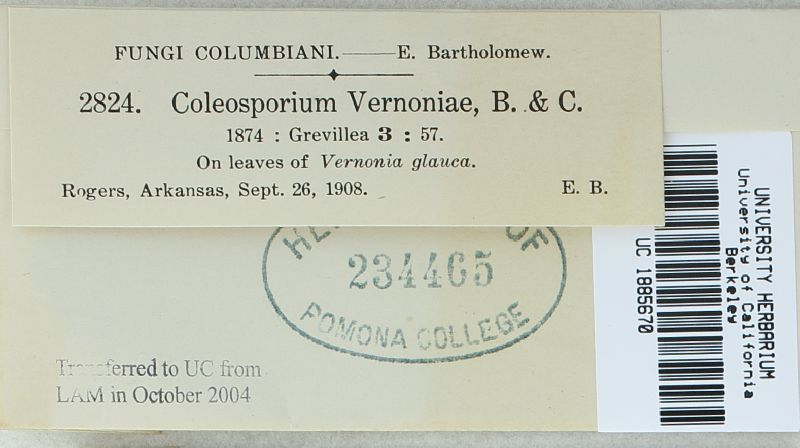 FUNGI COLUMBIANI.——E. Bartholomew.
2824. Coleosporium Vernoniae, B. & C.
1874 : Grevillea 3 : 57.
On leaves of Vernonia glauca.
Rogers, Arkansas, Sept. 26, 1908. E. B.
OF
234465
POMONA COLLEGE
Transferred to UC from
LAM in October 2004
UNIVERSITY HERBARIUM
University of California
Berkeley
UC 1885670